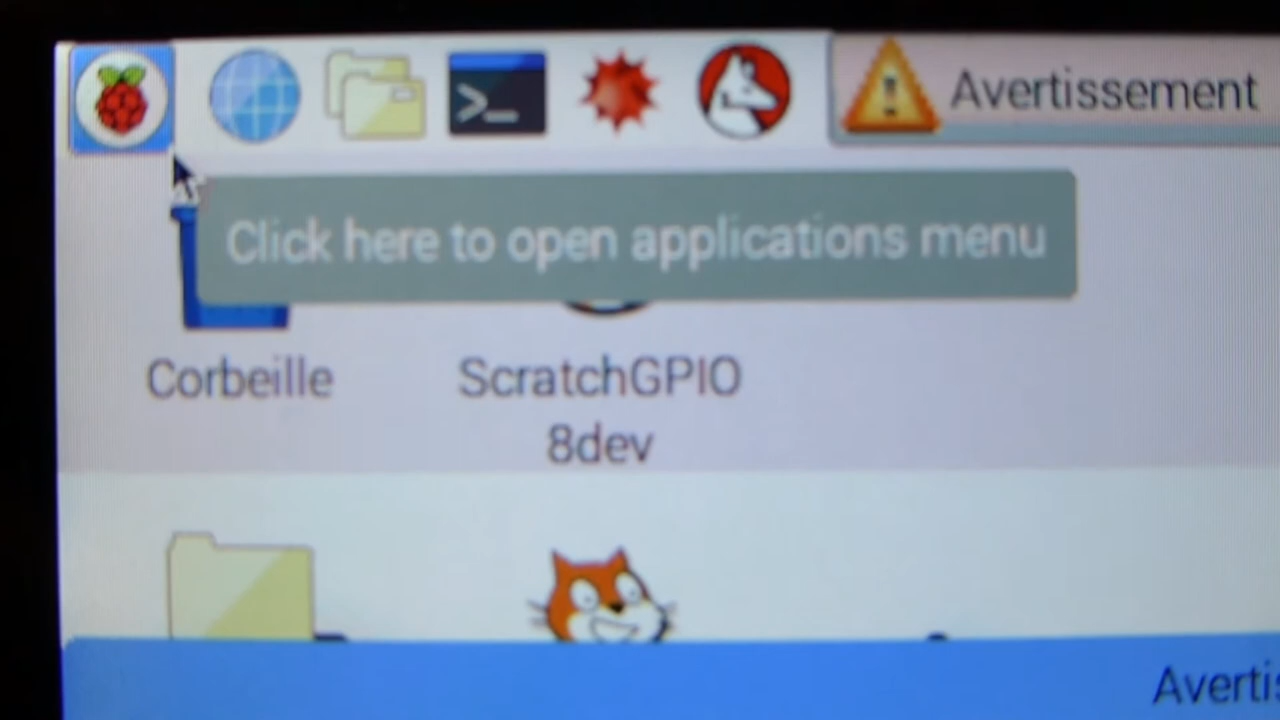 >_
Avertissement
Click here to open applications menu
Corbeille
ScratchGPIO
8dev